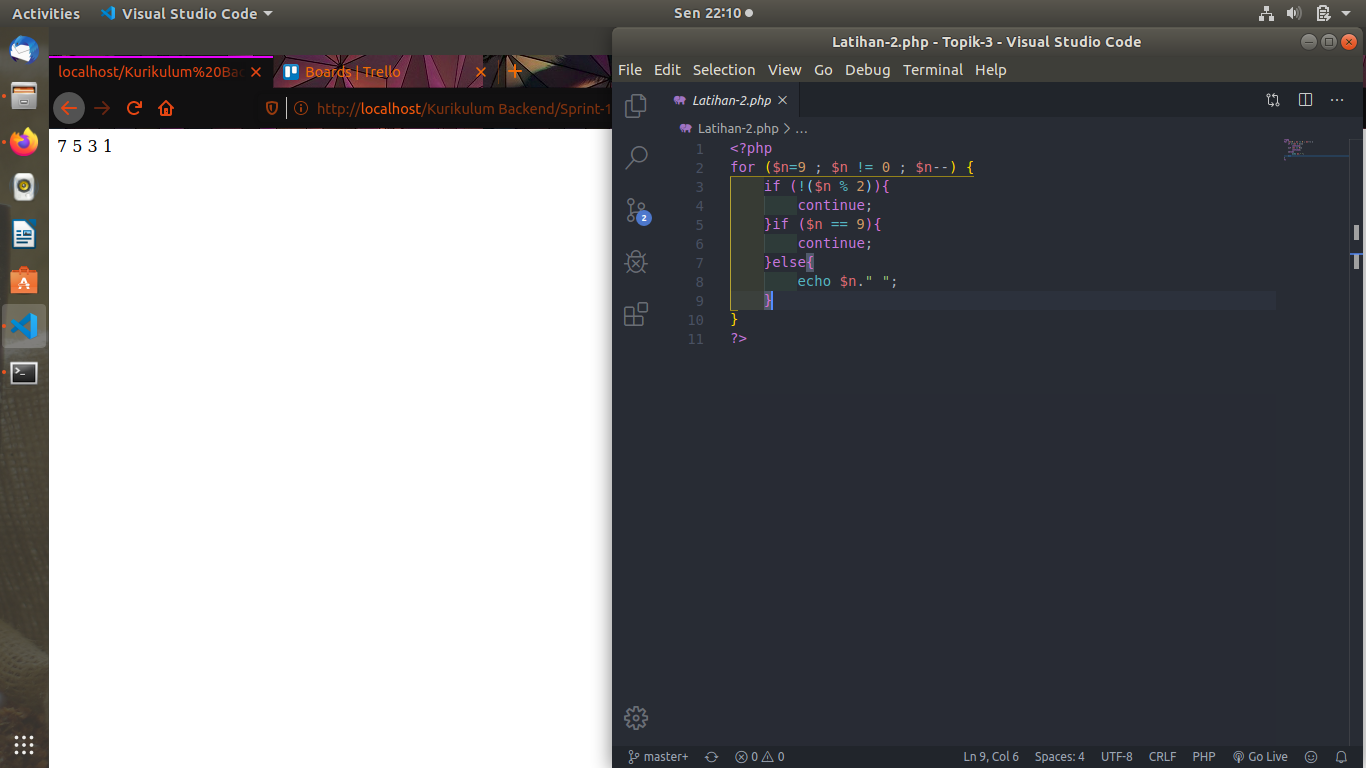 Activities Visual Studio Code Sen 22:10
localhost/Kurikulum%20Bac Boards | Trello
http://localhost/Kurikulum Backend/Sprint-1
7 5 3 1
Latihan-2.php - Topik-3 - Visual Studio Code
File Edit Selection View Go Debug Terminal Help
Latihan-2.php
Latihan-2.php > ...
1 <?php
2 for ($n=9 ; $n != 0 ; $n--) {
3     if (!($n % 2)){
4         continue;
5     }if ($n == 9){
6         continue;
7     }else{
8         echo $n." ";
9     }
10 }
11 ?>
2
master+ 0 0 Ln 9, Col 6 Spaces: 4 UTF-8 CRLF PHP Go Live